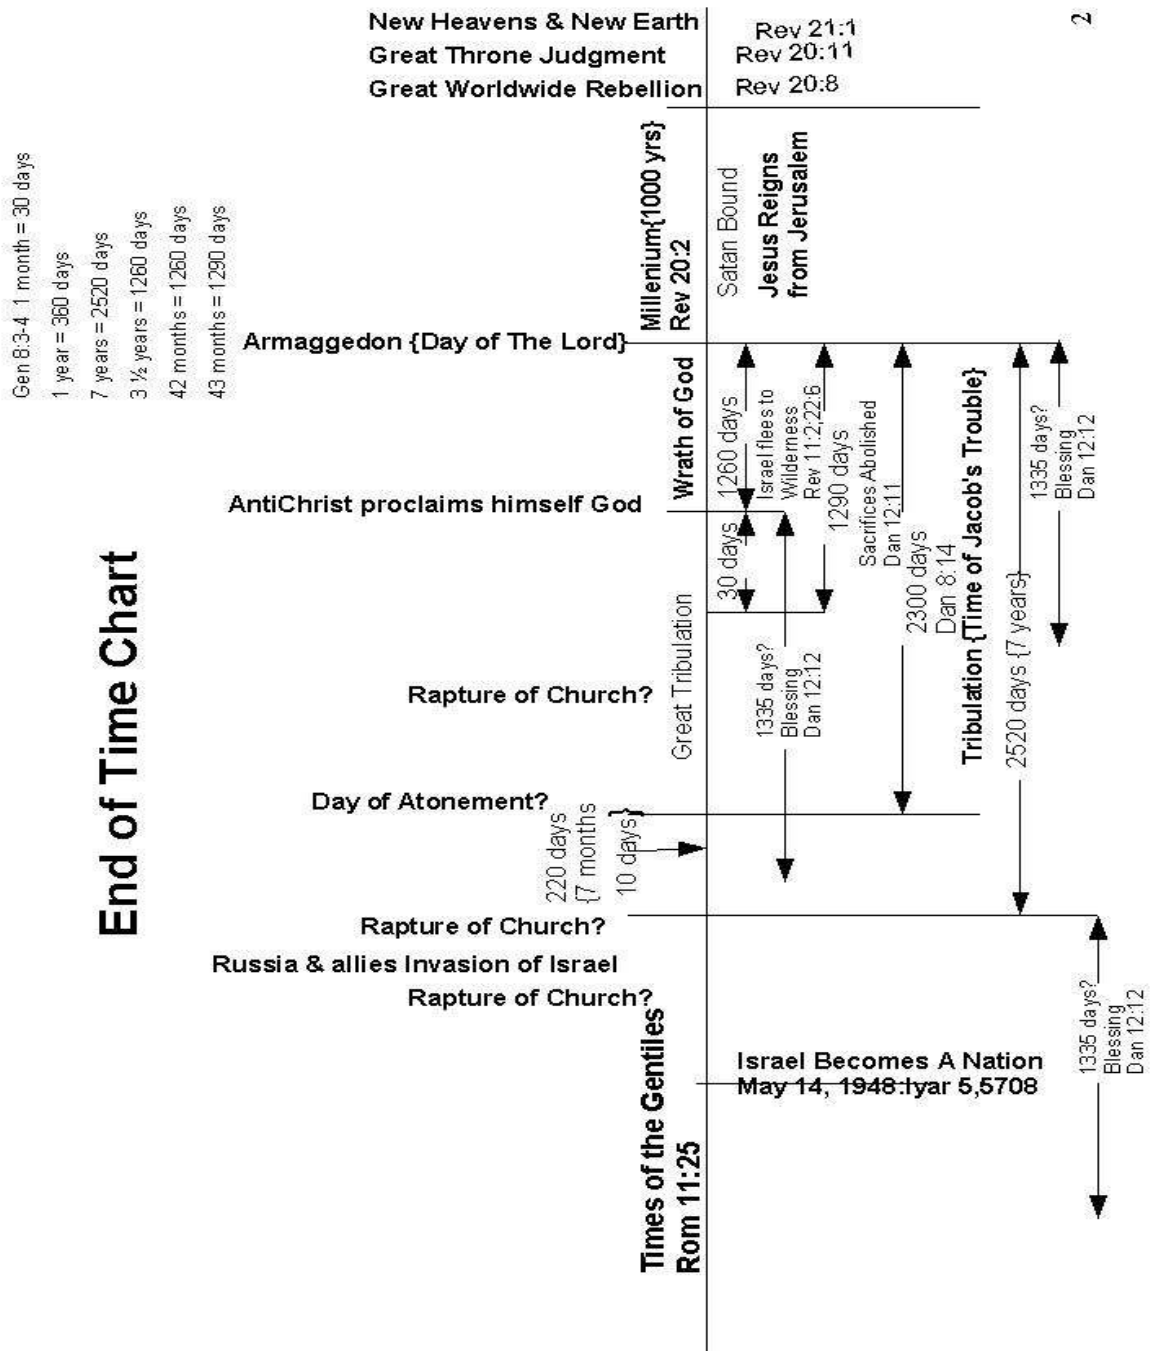 End of Time Chart
Gen 8:3-4 1 month = 30 days
1 year = 360 days
7 years = 2520 days
3 ½ years = 1260 days
42 months = 1260 days
43 months = 1290 days
New Heavens & New Earth
Rev 21:1
Great Throne Judgment
Rev 20:11
Great Worldwide Rebellion
Rev 20:8
2
Millenium{1000 yrs}
Rev 20:2
Satan Bound
Jesus Reigns
from Jerusalem
Armaggedon {Day of The Lord}
Wrath of God
1260 days
Israel flees to
Wilderness
Rev 11:2;22:6
1290 days
Sacrifices Abolished
Dan 12:11
2300 days
Dan 8:14
Tribulation {Time of Jacob's Trouble}
2520 days {7 years}
1335 days?
Blessing
Dan 12:12
AntiChrist proclaims himself God
30 days
Great Tribulation
1335 days?
Blessing
Dan 12:12
Rapture of Church?
Day of Atonement?
220 days
{7 months
10 days}
Rapture of Church?
Russia & allies Invasion of Israel
Rapture of Church?
Times of the Gentiles
Rom 11:25
Israel Becomes A Nation
May 14, 1948:Iyar 5,5708
1335 days?
Blessing
Dan 12:12